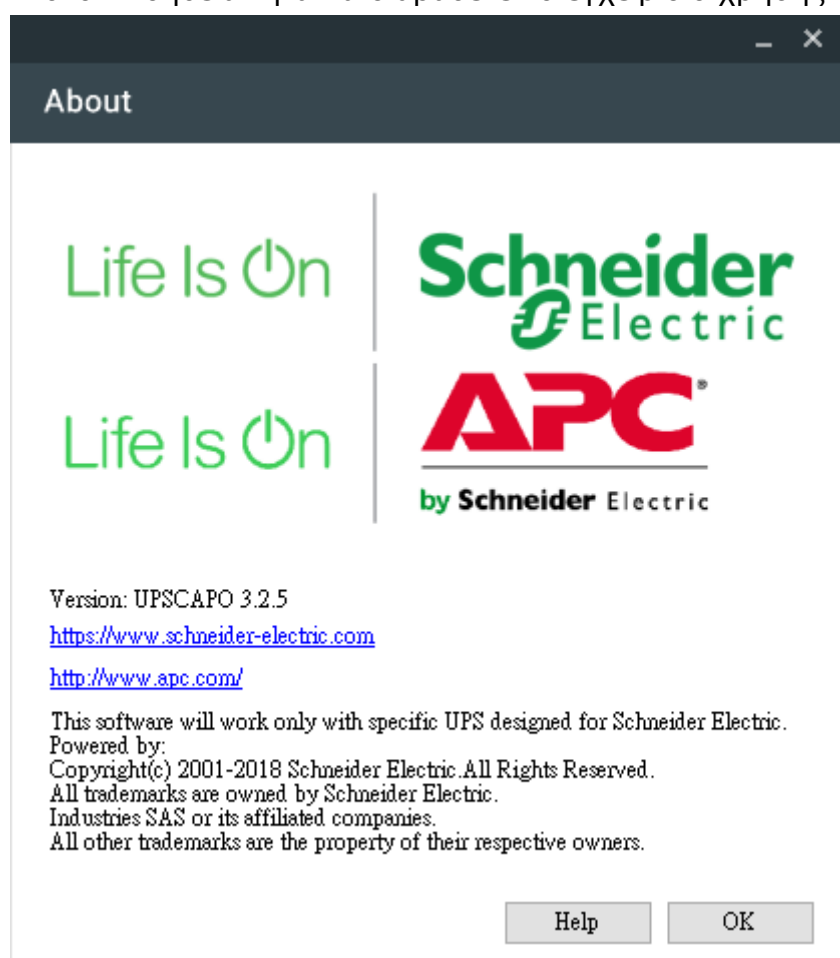 About
Life Is On
Schneider
Electric
Life Is On
APC®
by Schneider Electric
Version: UPSCAPO 3.2.5
https://www.schneider-electric.com
http://www.apc.com/
This software will work only with specific UPS designed for Schneider Electric.
Powered by:
Copyright(c) 2001-2018 Schneider Electric.All Rights Reserved.
All trademarks are owned by Schneider Electric.
Industries SAS or its affiliated companies.
All other trademarks are the property of their respective owners.
Help
OK